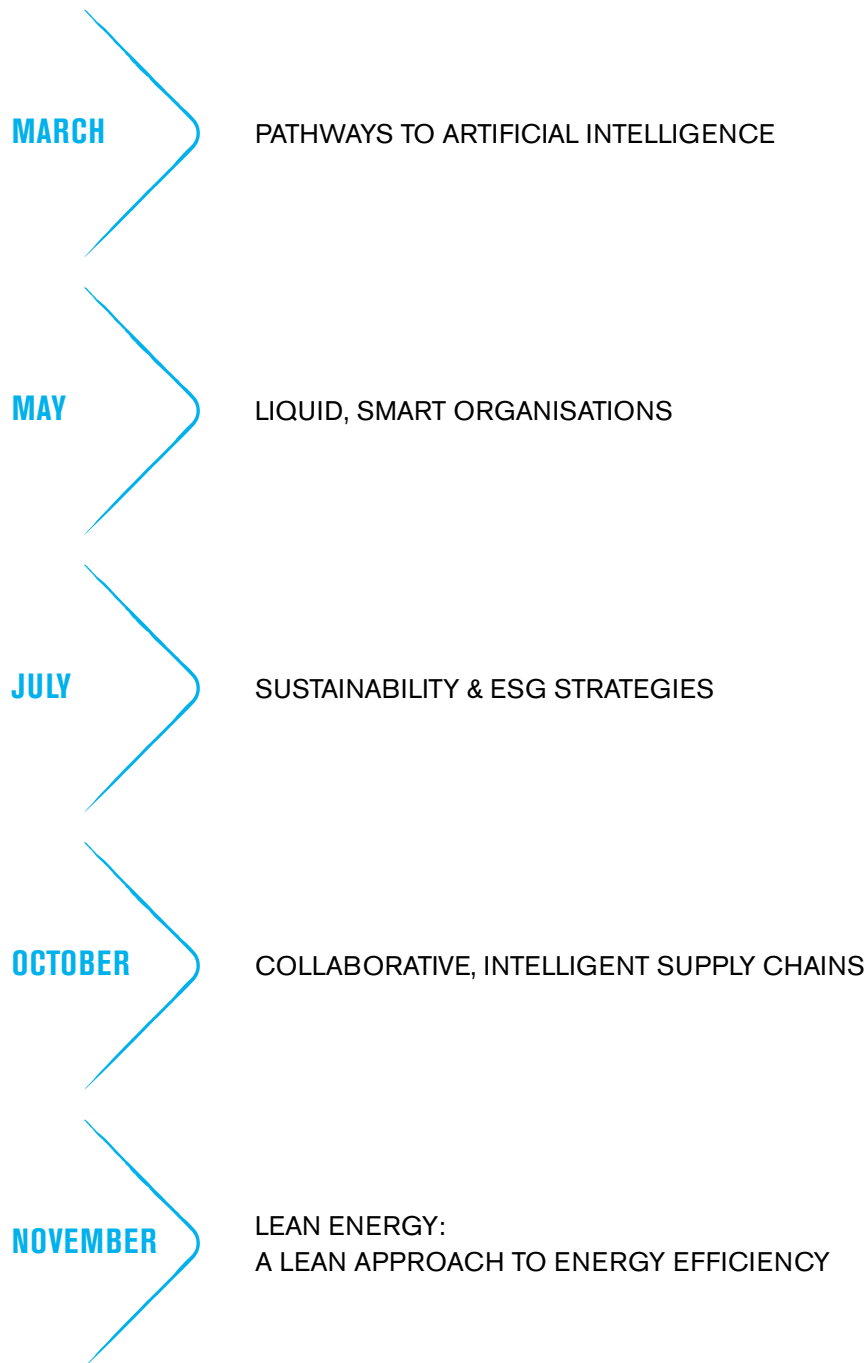 MARCH
PATHWAYS TO ARTIFICIAL INTELLIGENCE
MAY
LIQUID, SMART ORGANISATIONS
JULY
SUSTAINABILITY & ESG STRATEGIES
OCTOBER
COLLABORATIVE, INTELLIGENT SUPPLY CHAINS
NOVEMBER
LEAN ENERGY:
A LEAN APPROACH TO ENERGY EFFICIENCY